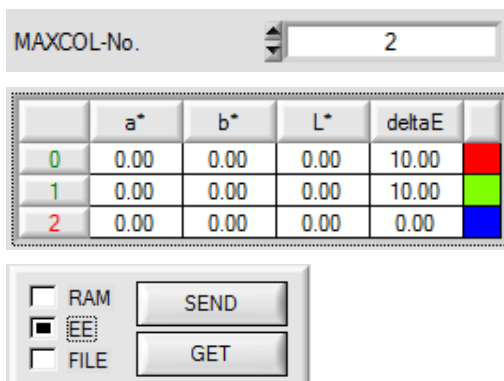 MAXCOL-No. 2
a* b* L* deltaE
0 0.00 0.00 0.00 10.00
1 0.00 0.00 0.00 10.00
2 0.00 0.00 0.00 0.00
RAM SEND
EE
FILE GET